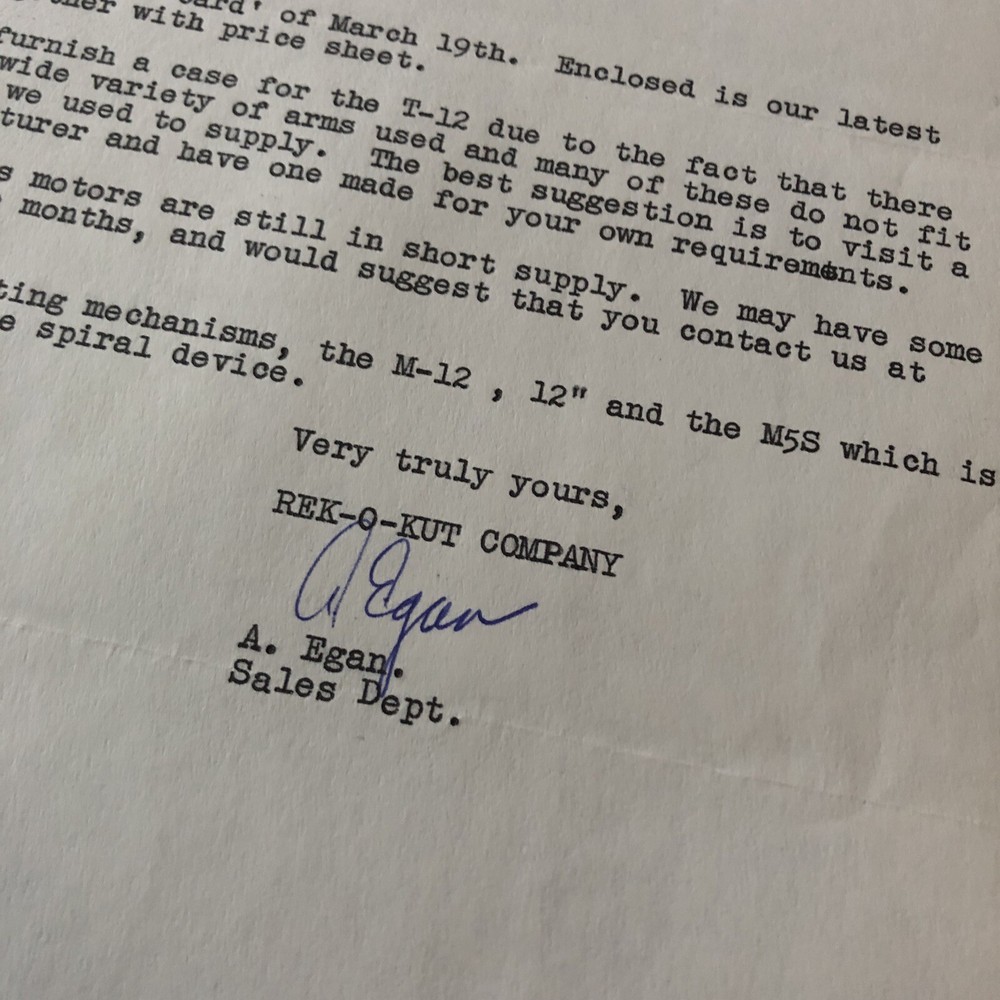 of March 19th. Enclosed is our latest
with price sheet.
furnish a case for the T-12 due to the fact that there
wide variety of arms used and many of these do not fit
we used to supply. The best suggestion is to visit a
turer and have one made for your own requirements.
s motors are still in short supply. We may have some
months, and would suggest that you contact us at
ting mechanisms, the M-12 , 12" and the M5S which is
e spiral device.
Very truly yours,
REK-O-KUT COMPANY
A Egan
A. Egan.
Sales Dept.